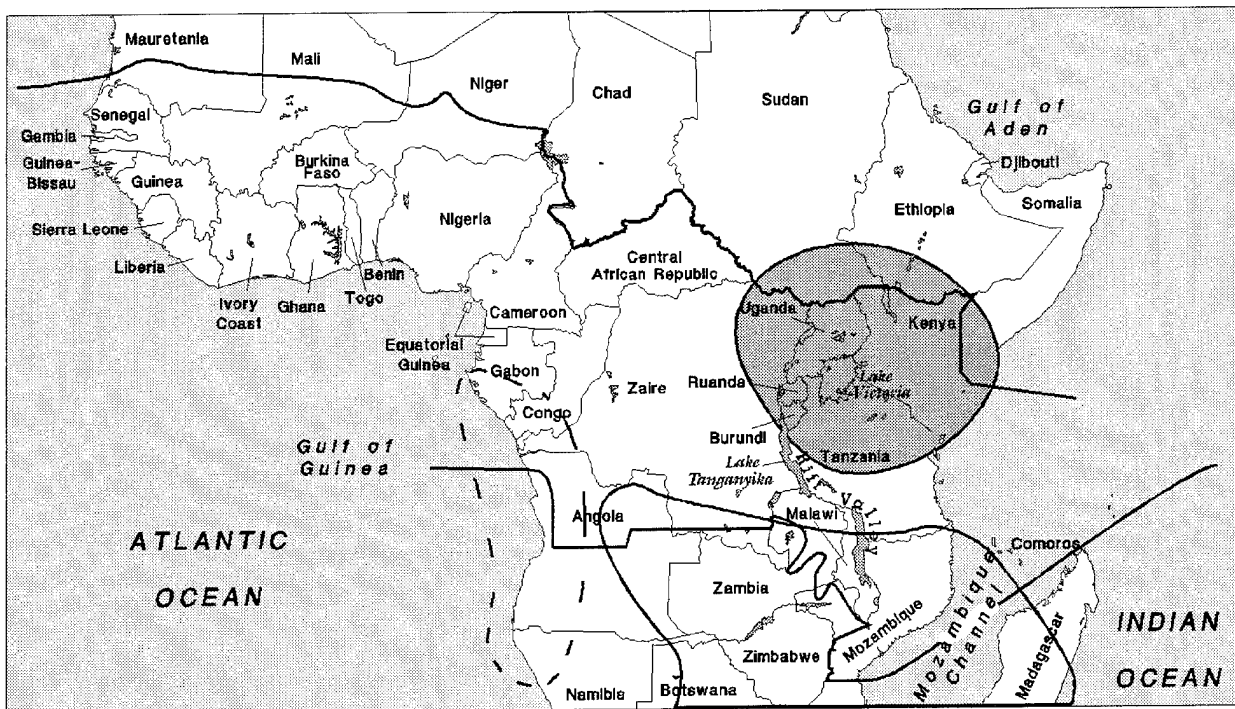 Mauretania
Mali
Niger
Chad
Sudan
Gulf of
Aden
Senegal
Gambia
Guinea-
Bissau
Guinea
Burkina
Faso
Djibouti
Nigeria
Ethiopia
Somalia
Sierra Leone
Liberia
Ivory
Coast
Ghana
Togo
Benin
Central
African Republic
Cameroon
Uganda
Kenya
Equatorial
Guinea
Gabon
Zaire
Ruanda
Lake
Victoria
Congo
Burundi
Gulf of
Guinea
Tanzania
Lake
Tanganyika
Rift Valley
Angola
Malawi
ATLANTIC
OCEAN
Comoros
Zambia
Mozambique
Mozambique
Channel
Madagascar
INDIAN
OCEAN
Zimbabwe
Namibia
Botswana